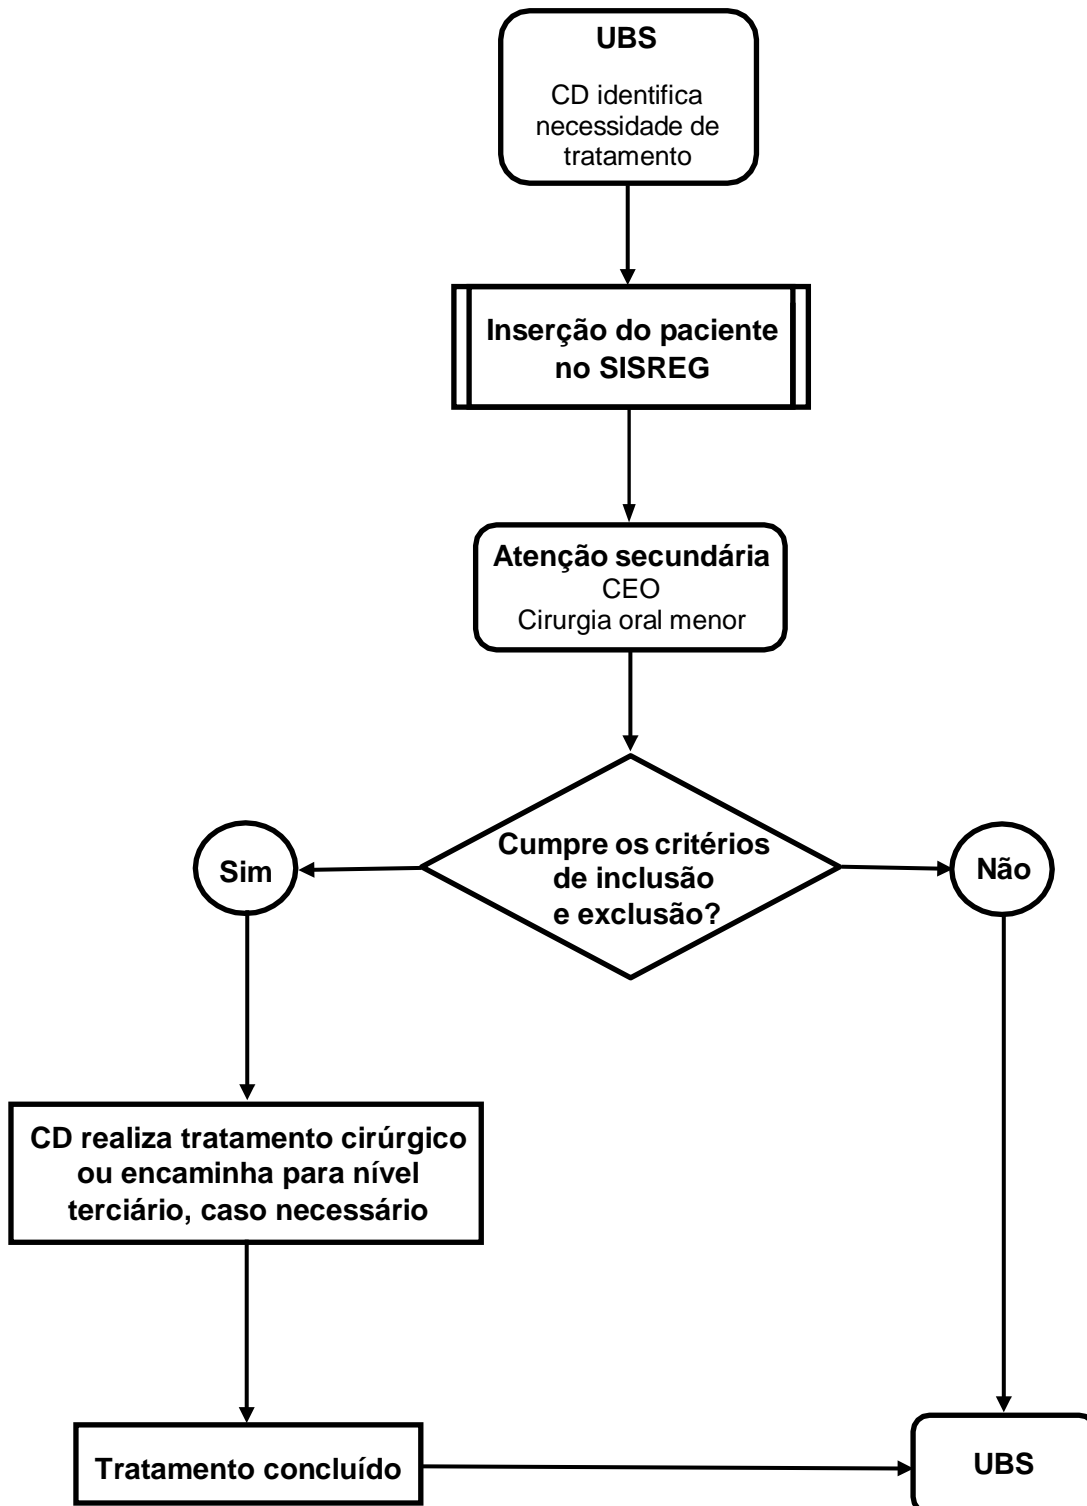 UBS
CD identifica
necessidade de
tratamento
Inserção do paciente
no SISREG
Atenção secundária
CEO
Cirurgia oral menor
Cumpre os critérios
de inclusão
e exclusão?
Sim
Não
CD realiza tratamento cirúrgico
ou encaminha para nível
terciário, caso necessário
Tratamento concluído
UBS